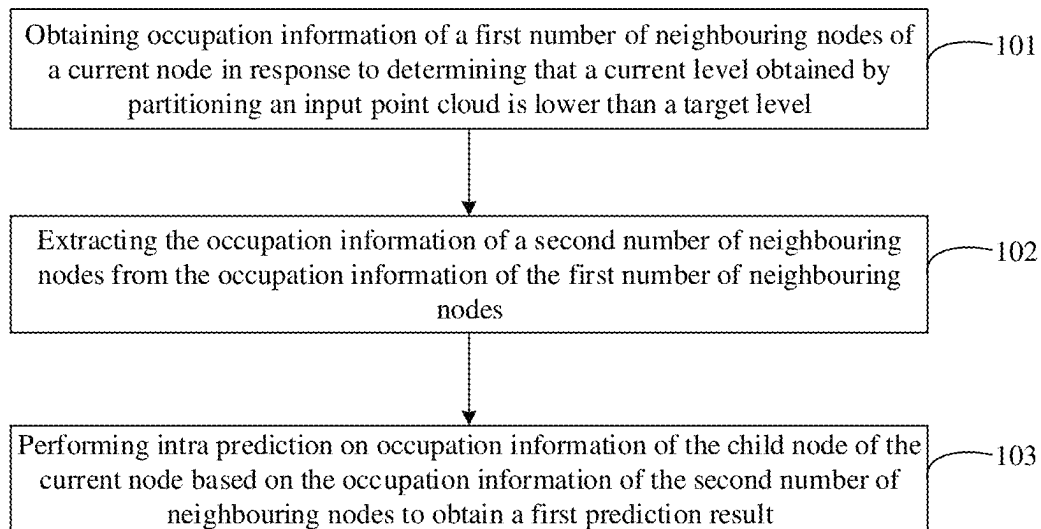 Obtaining occupation information of a first number of neighbouring nodes of
a current node in response to determining that a current level obtained by
partitioning an input point cloud is lower than a target level
101
Extracting the occupation information of a second number of neighbouring
nodes from the occupation information of the first number of neighbouring
nodes
102
Performing intra prediction on occupation information of the child node of the
current node based on the occupation information of the second number of
neighbouring nodes to obtain a first prediction result
103